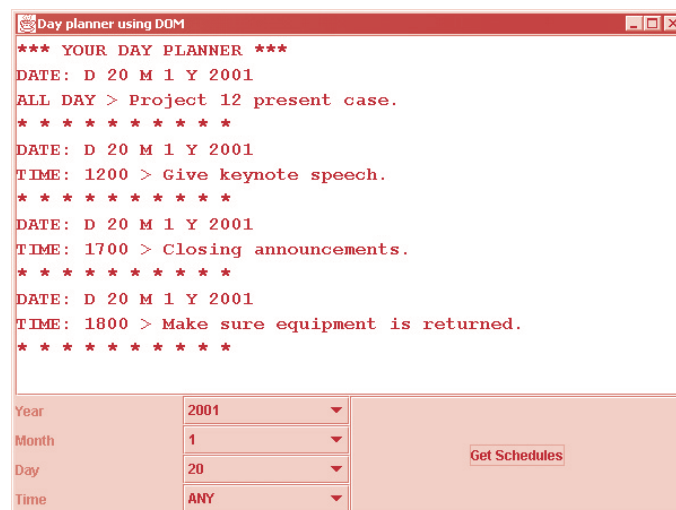 Day planner using DOM
*** YOUR DAY PLANNER ***
DATE: D 20 M 1 Y 2001
ALL DAY > Project 12 present case.
* * * * * * * * * *
DATE: D 20 M 1 Y 2001
TIME: 1200 > Give keynote speech.
* * * * * * * * * *
DATE: D 20 M 1 Y 2001
TIME: 1700 > Closing announcements.
* * * * * * * * * *
DATE: D 20 M 1 Y 2001
TIME: 1800 > Make sure equipment is returned.
* * * * * * * * * *
Year 2001
Month 1
Day 20
Time ANY
Get Schedules